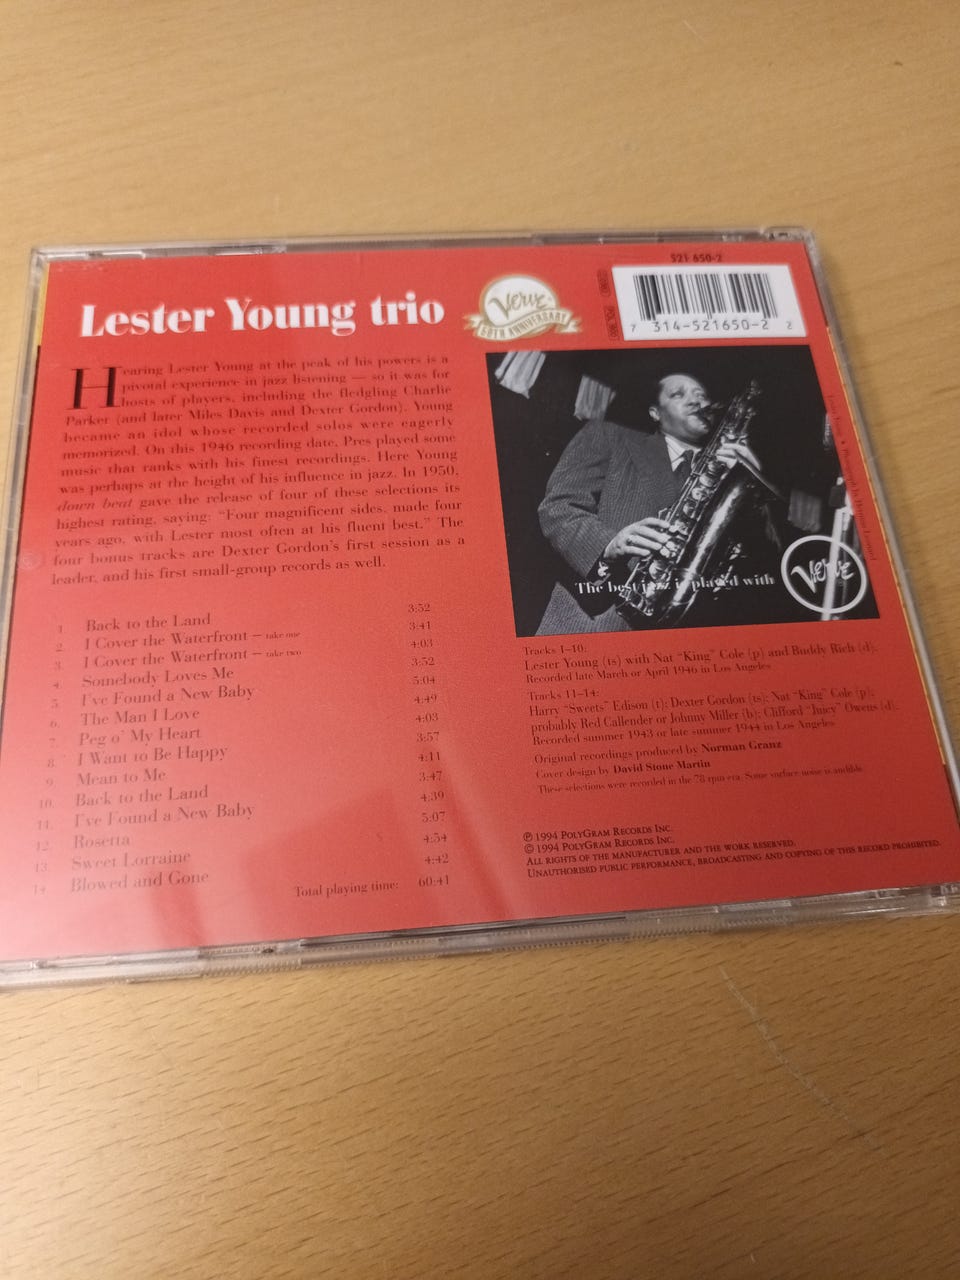 521 650-2
Lester Young trio
Verve
50TH ANNIVERSARY
7 314-521650-2 2
Hearing Lester Young at the peak of his powers is a
pivotal experience in jazz listening — so it was for
hosts of players, including the fledgling Charlie
Parker (and later Miles Davis and Dexter Gordon). Young
became an idol whose recorded solos were eagerly
memorized. On this 1946 recording date, Pres played some
music that ranks with his finest recordings. Here Young
was perhaps at the height of his influence in jazz. In 1950,
down beat gave the release of four of these selections its
highest rating, saying: “Four magnificent sides, made four
years ago, with Lester most often at his fluent best.” The
four bonus tracks are Dexter Gordon's first session as a
leader, and his first small-group records as well.
1. Back to the Land 3:52
2. I Cover the Waterfront – take one 3:41
3. I Cover the Waterfront – take two 4:03
4. Somebody Loves Me 3:52
5. I've Found a New Baby 5:04
6. The Man I Love 4:49
7. Peg o' My Heart 4:03
8. I Want to Be Happy 3:57
9. Mean to Me 4:11
10. Back to the Land 3:47
11. I've Found a New Baby 4:39
12. Rosetta 5:07
13. Sweet Lorraine 4:54
14. Blowed and Gone 4:42
Total playing time: 60:41
The best jazz is played with
Verve
Tracks 1–10:
Lester Young (ts) with Nat “King” Cole (p) and Buddy Rich (d).
Recorded late March or April 1946 in Los Angeles
Tracks 11–14:
Harry “Sweets” Edison (t); Dexter Gordon (ts); Nat “King” Cole (p);
probably Red Callender or Johnny Miller (b); Clifford “Juicy” Owens (d).
Recorded summer 1943 or late summer 1944 in Los Angeles
Original recordings produced by Norman Granz
Cover design by David Stone Martin
These selections were recorded in the 78 rpm era. Some surface noise is audible.
℗ 1994 PolyGram Records Inc.
© 1994 PolyGram Records Inc.
All rights of the manufacturer and the work reserved.
Unauthorised public performance, broadcasting and copying of this record prohibited.